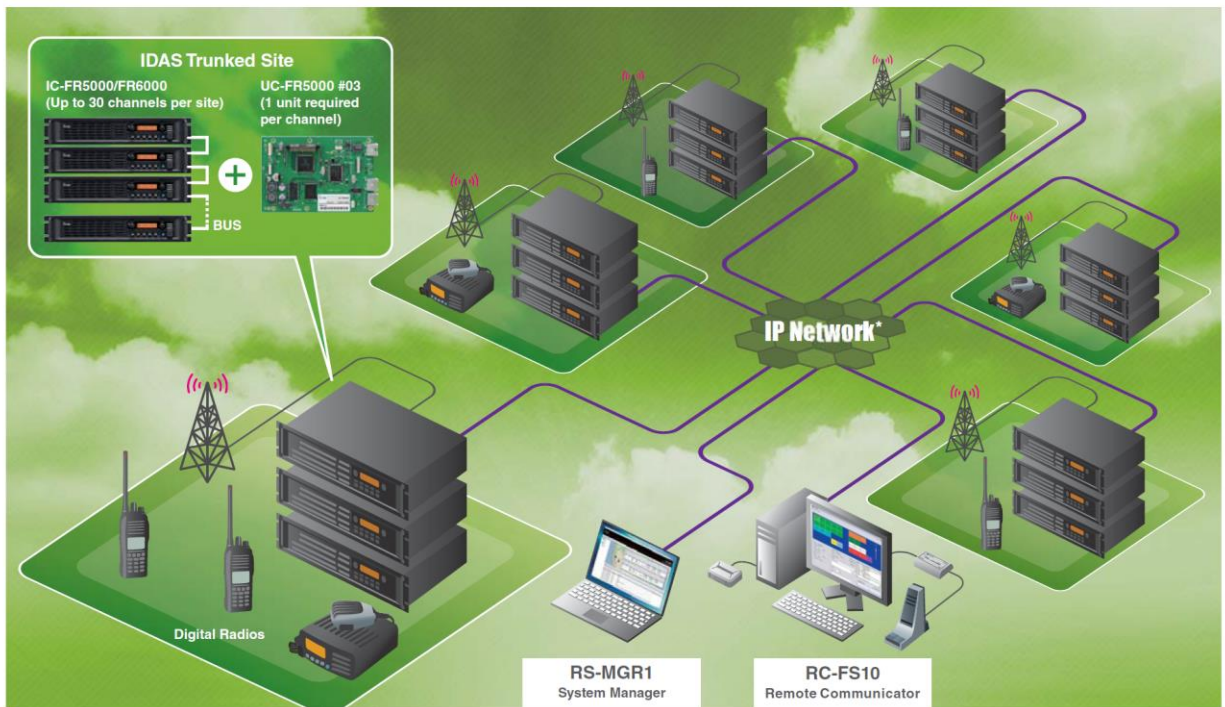 IDAS Trunked Site
IC-FR5000/FR6000
(Up to 30 channels per site)
UC-FR5000 #03
(1 unit required
per channel)
BUS
IP Network*
Digital Radios
RS-MGR1
System Manager
RC-FS10
Remote Communicator